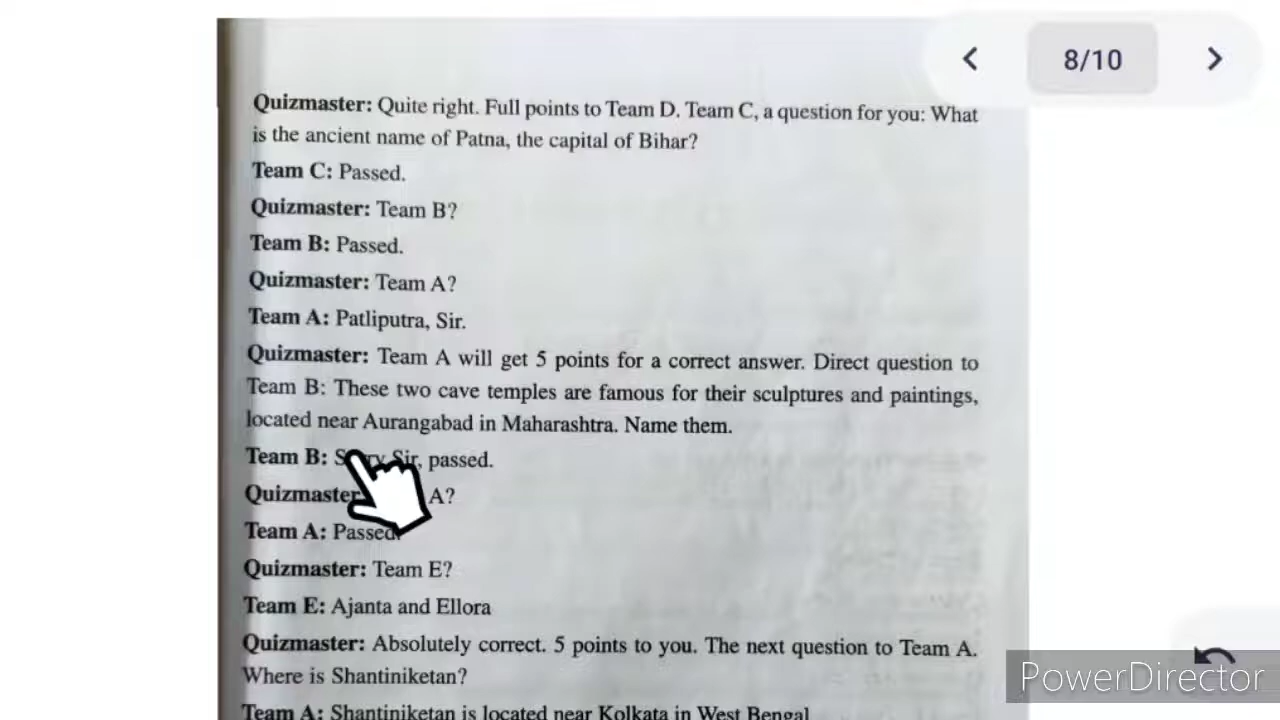 8/10
Quizmaster: Quite right. Full points to Team D. Team C, a question for you: What
is the ancient name of Patna, the capital of Bihar?
Team C: Passed.
Quizmaster: Team B?
Team B: Passed.
Quizmaster: Team A?
Team A: Patliputra, Sir.
Quizmaster: Team A will get 5 points for a correct answer. Direct question to
Team B: These two cave temples are famous for their sculptures and paintings,
located near Aurangabad in Maharashtra. Name them.
Team B: Sir, passed.
Quizmaster A?
Team A: Passed.
Quizmaster: Team E?
Team E: Ajanta and Ellora
Quizmaster: Absolutely correct. 5 points to you. The next question to Team A.
Where is Shantiniketan?
Team A: Shantiniketan is located near Kolkata in West Bengal
PowerDirector